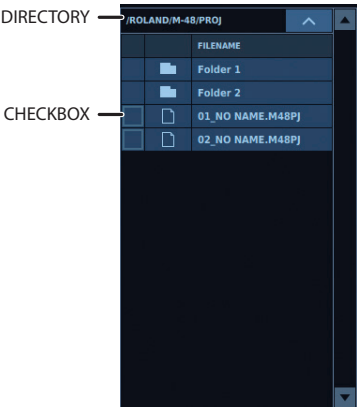 DIRECTORY
/ROLAND/M-48/PROJ
FILENAME
Folder 1
Folder 2
CHECKBOX
01_NO NAME.M48PJ
02_NO NAME.M48PJ